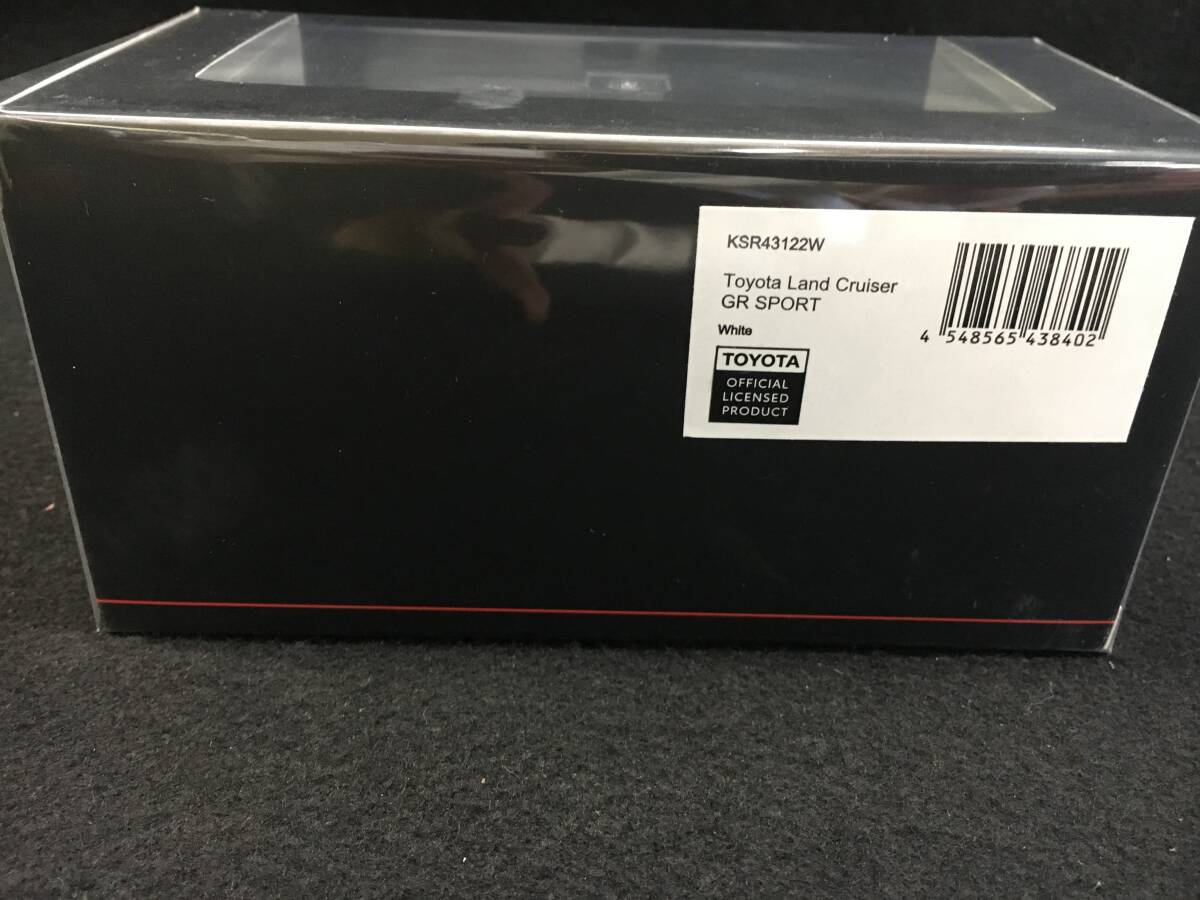 KSR43122W
Toyota Land Cruiser
GR SPORT
White
TOYOTA
OFFICIAL
LICENSED
PRODUCT
4 548565 438402